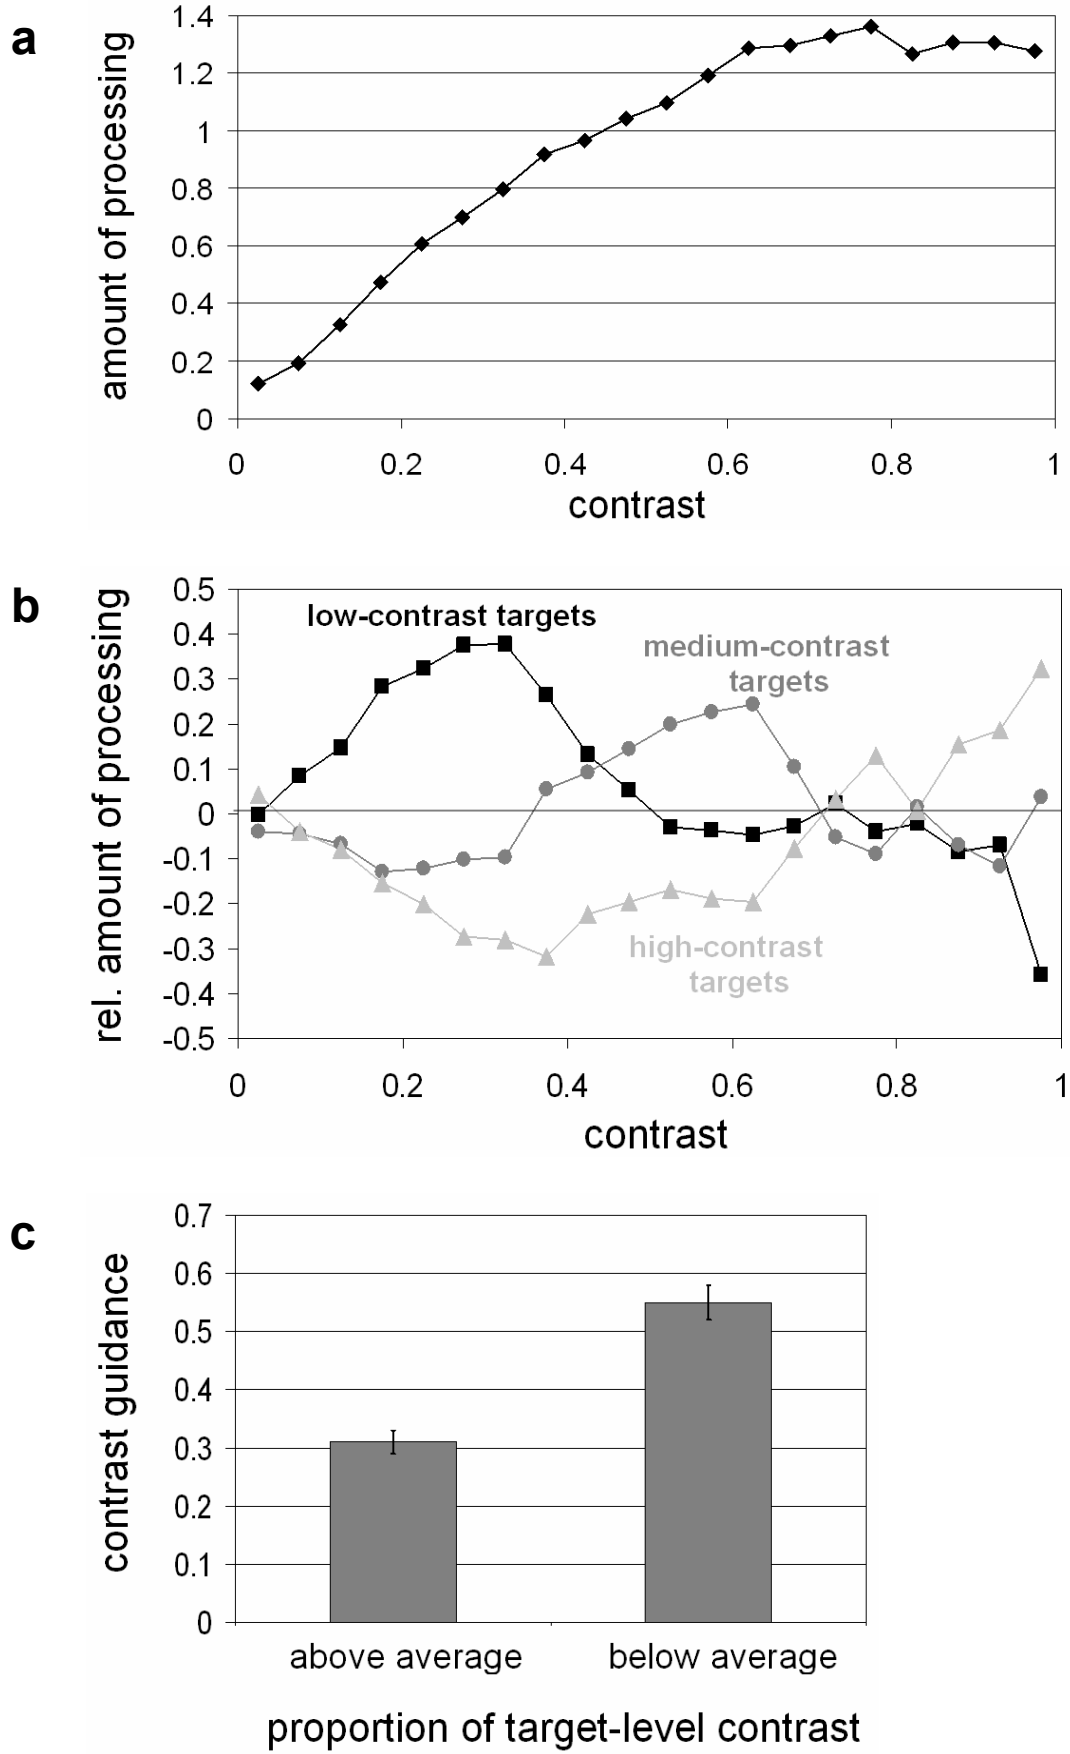 a
amount of processing
1.4
1.2
1
0.8
0.6
0.4
0.2
0
0 0.2 0.4 0.6 0.8 1
contrast
b
rel. amount of processing
0.5
0.4
0.3
0.2
0.1
0
-0.1
-0.2
-0.3
-0.4
-0.5
low-contrast targets
medium-contrast
targets
high-contrast
targets
0 0.2 0.4 0.6 0.8 1
contrast
c
contrast guidance
0.7
0.6
0.5
0.4
0.3
0.2
0.1
0
above average below average
proportion of target-level contrast